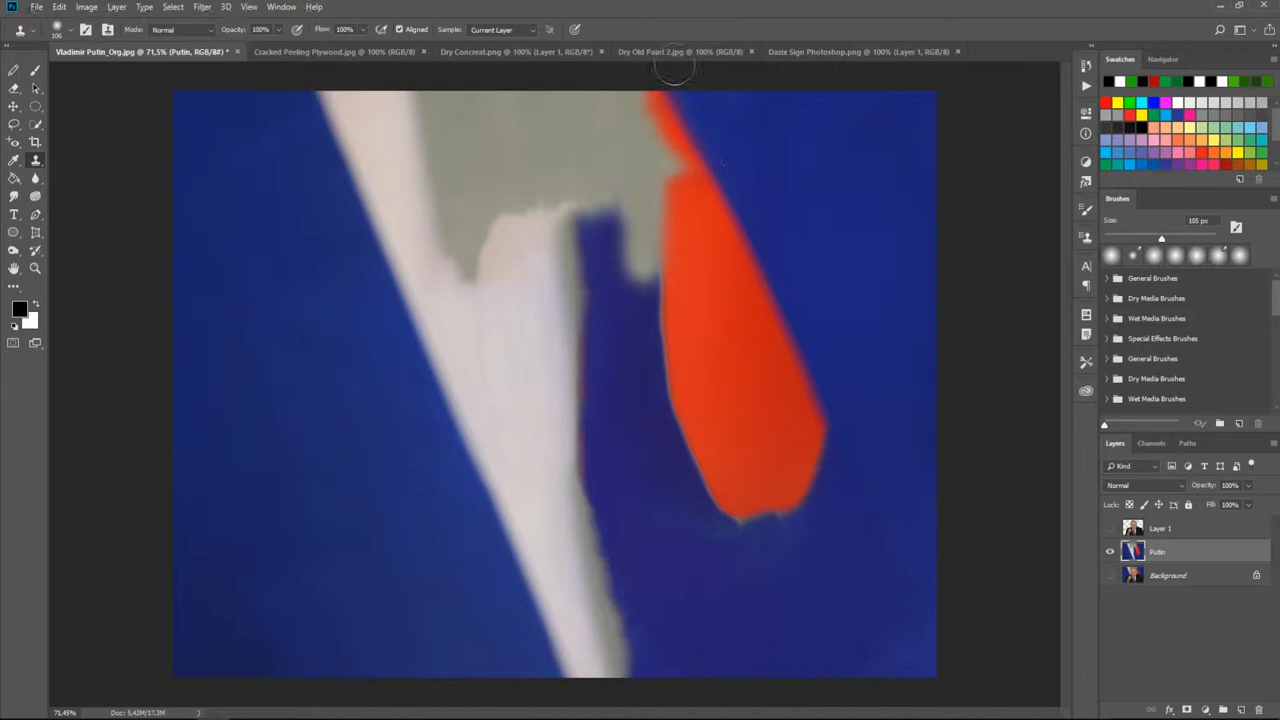 Ps File Edit Image Layer Type Select Filter 3D View Window Help
106 Mode: Normal Opacity: 100% Flow: 100% Aligned Sample: Current Layer
Vladimir Putin_Org.jpg @ 71,5% (Putin, RGB/8#) * × Cracked Peeling Plywood.jpg @ 100% (RGB/8) × Dry Concreat.png @ 100% (Layer 1, RGB/8*) × Dry Old Paint 2.jpg @ 100% (RGB/8) × Dazix Sign Photoshop.png @ 100% (Layer 1, RGB/8) ×
Swatches Navigator
Brushes
Size: 105 px
General Brushes
Dry Media Brushes
Wet Media Brushes
Special Effects Brushes
General Brushes
Dry Media Brushes
Wet Media Brushes
Layers Channels Paths
Kind
Normal Opacity: 100%
Lock: Fill: 100%
Layer 1
Putin
Background
71,45% Doc: 5,42M/17,3M